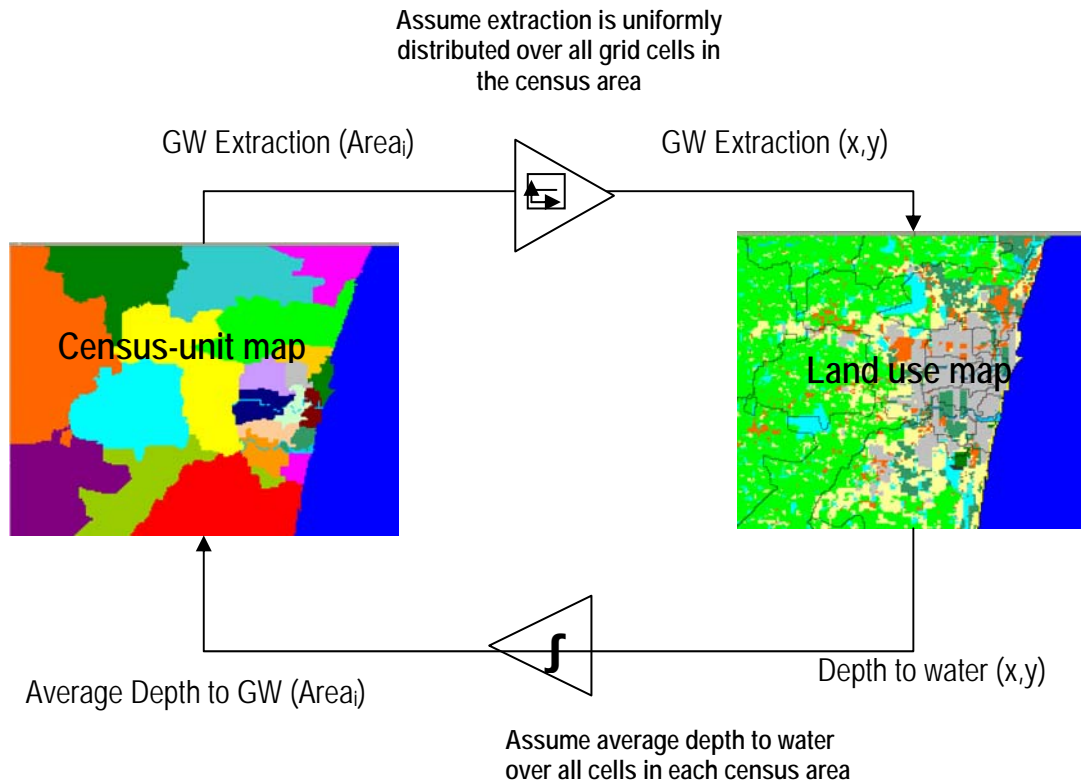 Assume extraction is uniformly
distributed over all grid cells in
the census area
GW Extraction (Areaᵢ)
GW Extraction (x,y)
Census-unit map
Land use map
Average Depth to GW (Areaᵢ)
∫
Depth to water (x,y)
Assume average depth to water
over all cells in each census area